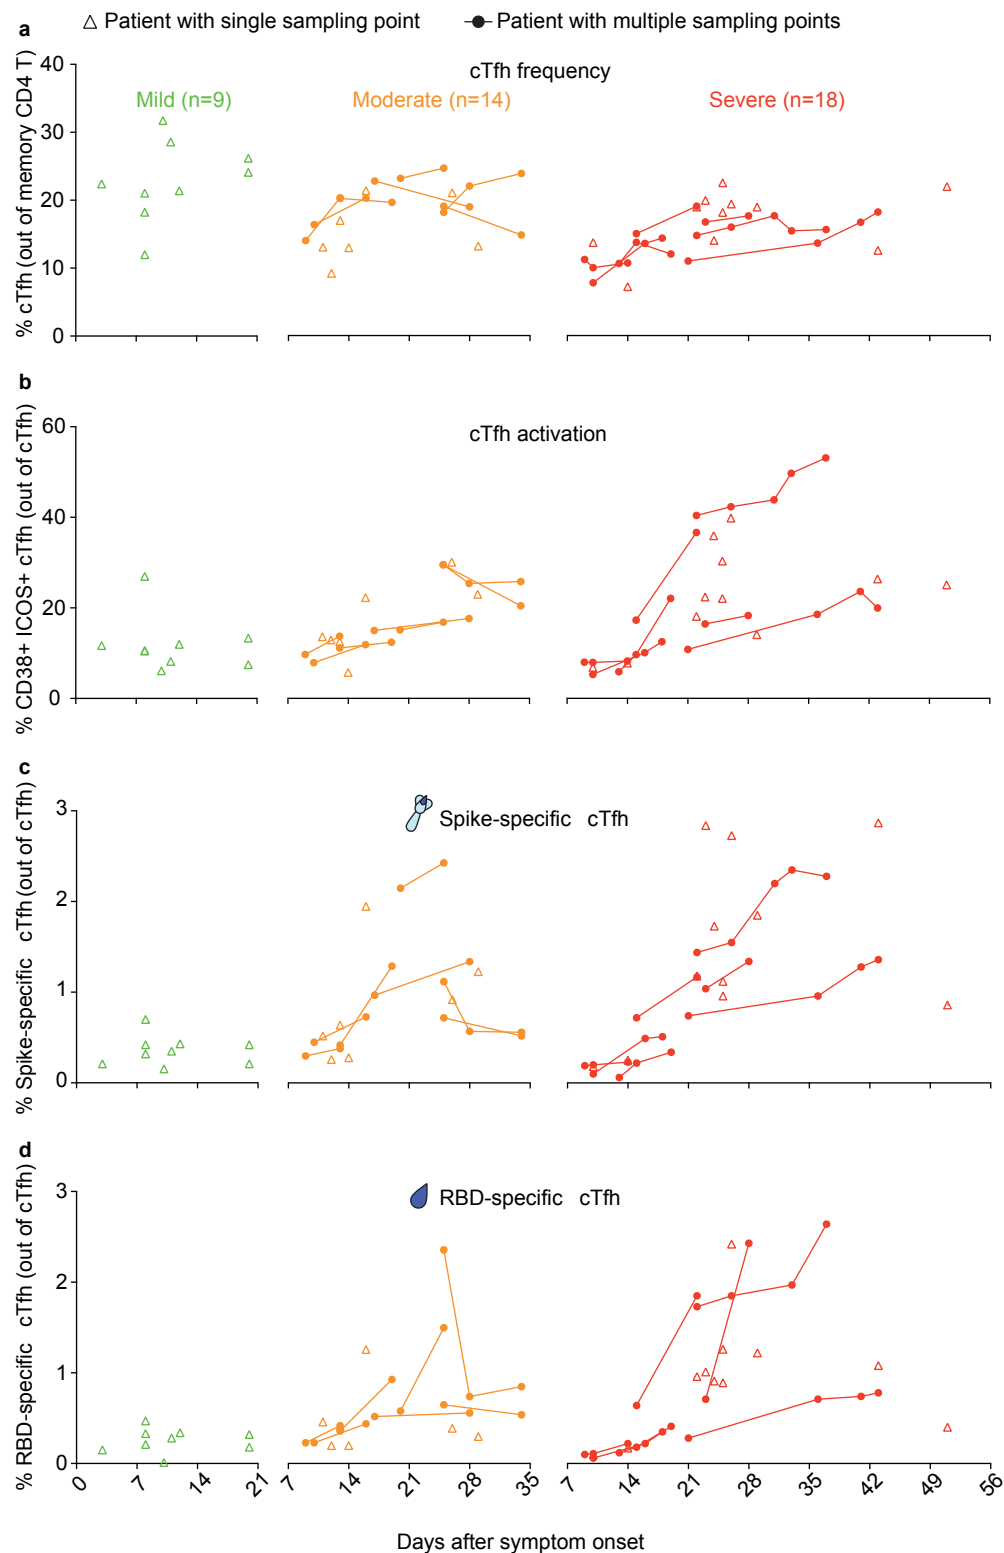 a
△ Patient with single sampling point
Patient with multiple sampling points
cTfh frequency
Mild (n=9)
Moderate (n=14)
Severe (n=18)
% cTfh (out of memory CD4 T)
40
30
20
10
0
b
cTfh activation
% CD38+ ICOS+ cTfh (out of cTfh)
60
40
20
0
c
Spike-specific cTfh
% Spike-specific cTfh (out of cTfh)
3
2
1
0
d
RBD-specific cTfh
% RBD-specific cTfh (out of cTfh)
3
2
1
0
0 7 14 21 7 14 21 28 35 7 14 21 28 35 42 49 56
Days after symptom onset